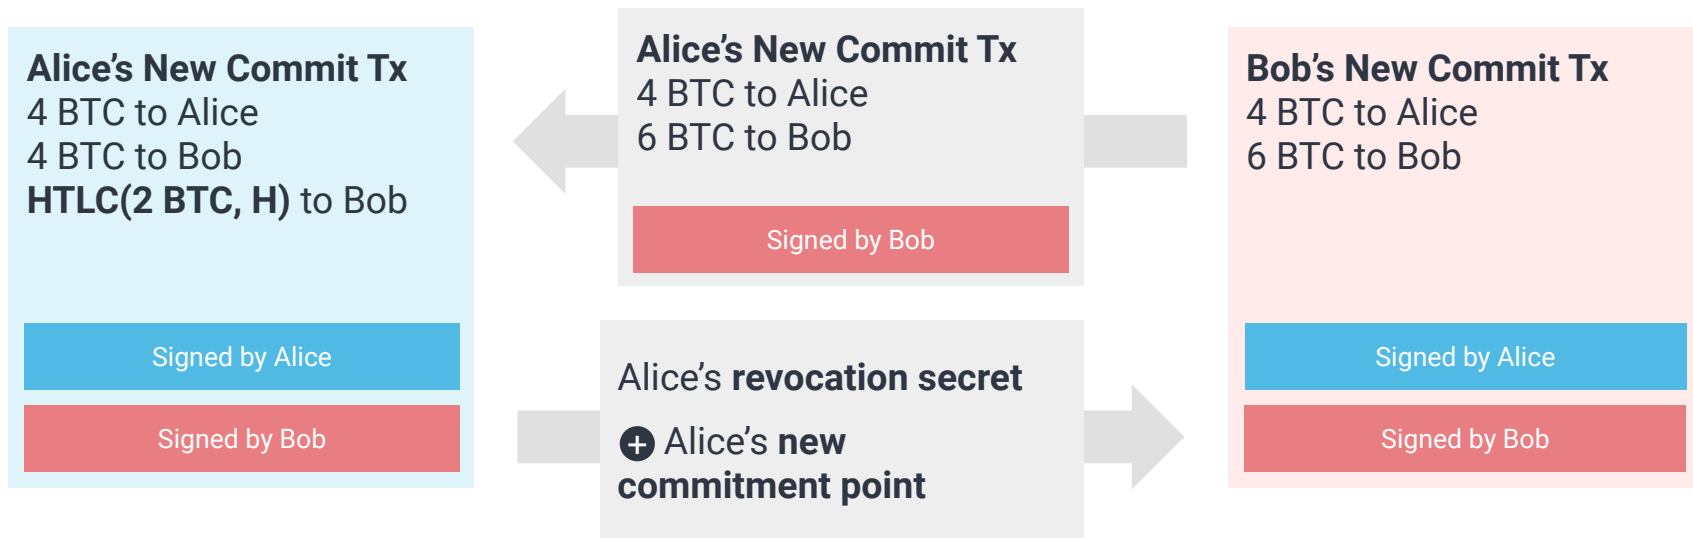 Alice’s New Commit Tx
4 BTC to Alice
4 BTC to Bob
HTLC(2 BTC, H) to Bob
Signed by Alice
Signed by Bob
Alice’s New Commit Tx
4 BTC to Alice
6 BTC to Bob
Signed by Bob
Alice’s revocation secret
+ Alice’s new
commitment point
Bob’s New Commit Tx
4 BTC to Alice
6 BTC to Bob
Signed by Alice
Signed by Bob